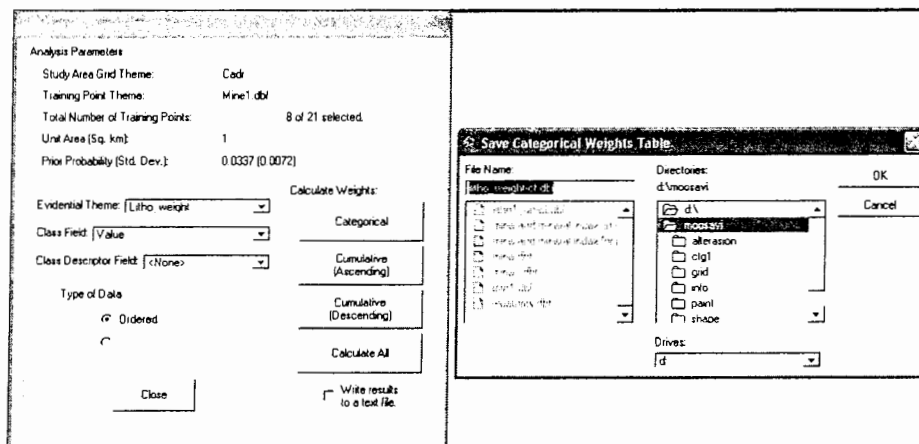 Analysis Parameters
Study Area Grid Theme: Cadr
Training Point Theme: Mine1.dbf
Total Number of Training Points: 8 of 21 selected.
Unit Area (Sq. km): 1
Prior Probability (Std. Dev.): 0.0337 (0.0072)
Calculate Weights:
Evidential Theme: Litho_weight
Categorical
Class Field: Value
Cumulative
(Ascending)
Class Descriptor Field: <None>
Type of Data
Cumulative
(Descending)
Ordered
Calculate All
Close
Write results
to a text file.
Save Categorical Weights Table
File Name:
Directories:
OK
d:\moosavi
Cancel
d:\
moosavi
alterasion
clg1
grid
info
paint
shape
Drives:
d: